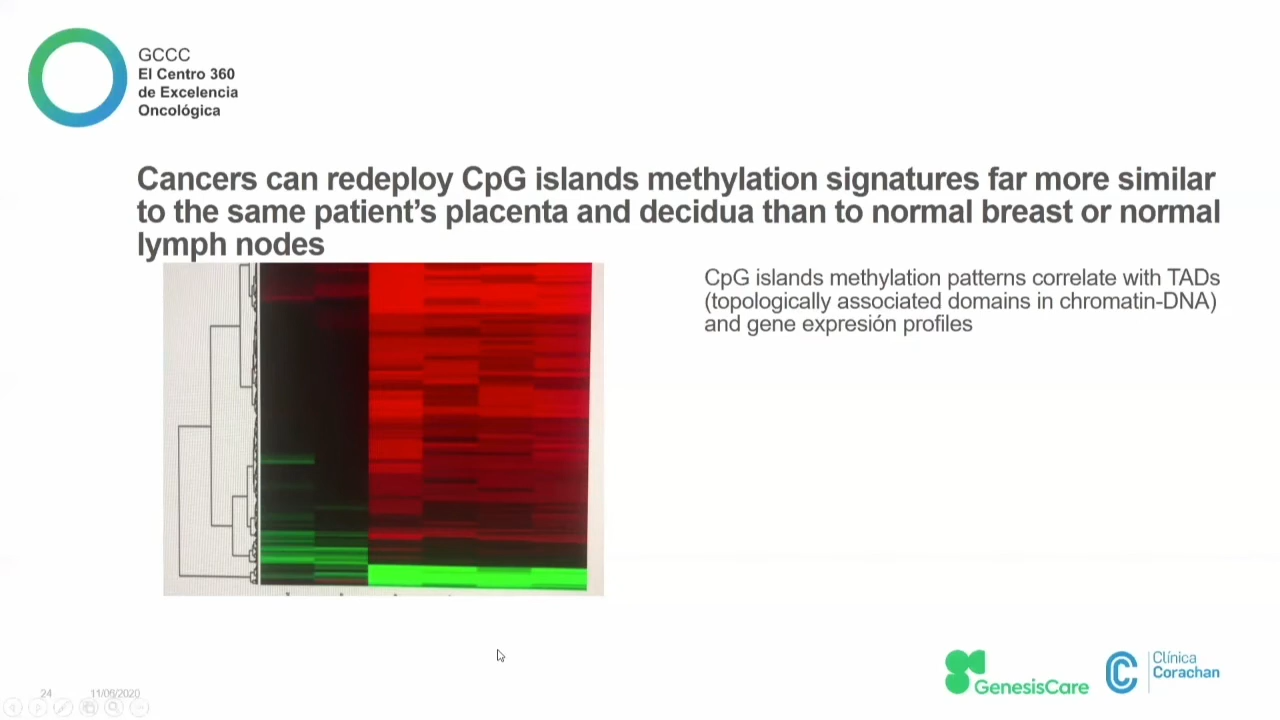 GCCC
El Centro 360
de Excelencia
Oncológica
Cancers can redeploy CpG islands methylation signatures far more similar
to the same patient's placenta and decidua than to normal breast or normal
lymph nodes
CpG islands methylation patterns correlate with TADs
(topologically associated domains in chromatin-DNA)
and gene expresión profiles
GenesisCare
Clínica
Corachan
24
11/06/2020